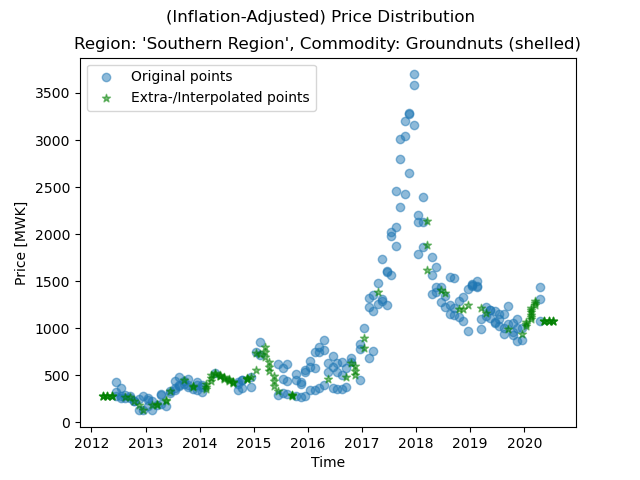 (Inflation-Adjusted) Price Distribution
Region: 'Southern Region', Commodity: Groundnuts (shelled)
Original points
Extra-/Interpolated points
3500
3000
2500
2000
1500
1000
500
0
Price [MWK]
2012 2013 2014 2015 2016 2017 2018 2019 2020
Time